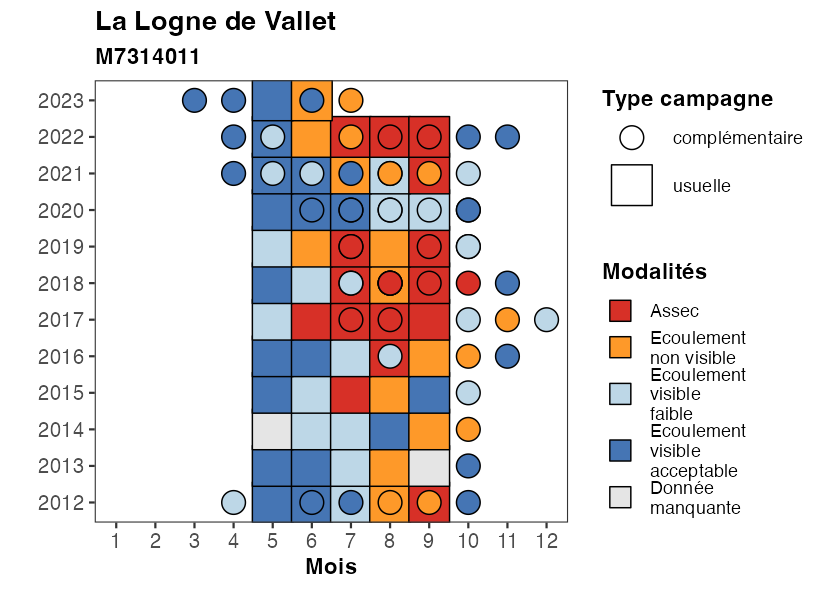 La Logne de Vallet
M7314011
2023
2022
2021
2020
2019
2018
2017
2016
2015
2014
2013
2012
1 2 3 4 5 6 7 8 9 10 11 12
Mois
Type campagne
complémentaire
usuelle
Modalités
Assec
Ecoulement
non visible
Ecoulement
visible
faible
Ecoulement
visible
acceptable
Donnée
manquante